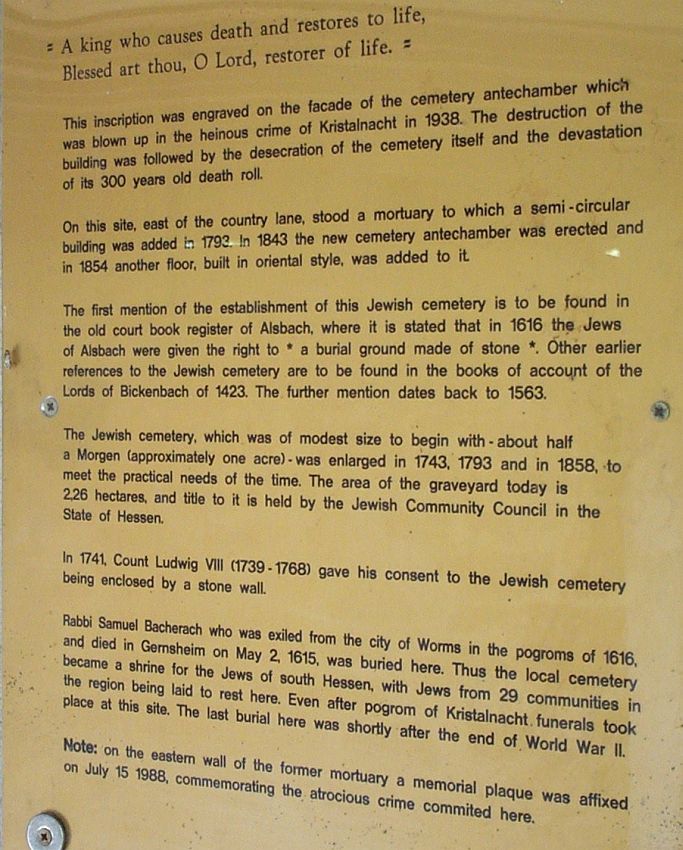 = A king who causes death and restores to life,
Blessed art thou, O Lord, restorer of life. =
This inscription was engraved on the facade of the cemetery antechamber which
was blown up in the heinous crime of Kristalnacht in 1938. The destruction of the
building was followed by the desecration of the cemetery itself and the devastation
of its 300 years old death roll.
On this site, east of the country lane, stood a mortuary to which a semi-circular
building was added in 1793. In 1843 the new cemetery antechamber was erected and
in 1854 another floor, built in oriental style, was added to it.
The first mention of the establishment of this Jewish cemetery is to be found in
the old court book register of Alsbach, where it is stated that in 1616 the Jews
of Alsbach were given the right to * a burial ground made of stone *. Other earlier
references to the Jewish cemetery are to be found in the books of account of the
Lords of Bickenbach of 1423. The further mention dates back to 1563.
The Jewish cemetery, which was of modest size to begin with - about half
a Morgen (approximately one acre) - was enlarged in 1743, 1793 and in 1858, to
meet the practical needs of the time. The area of the graveyard today is
2,26 hectares, and title to it is held by the Jewish Community Council in the
State of Hessen.
In 1741, Count Ludwig VIII (1739 - 1768) gave his consent to the Jewish cemetery
being enclosed by a stone wall.
Rabbi Samuel Bacherach who was exiled from the city of Worms in the pogroms of 1616,
and died in Gernsheim on May 2, 1615, was buried here. Thus the local cemetery
became a shrine for the Jews of south Hessen, with Jews from 29 communities in
the region being laid to rest here. Even after pogrom of Kristalnacht funerals took
place at this site. The last burial here was shortly after the end of World War II.
Note: on the eastern wall of the former mortuary a memorial plaque was affixed
on July 15 1988, commemorating the atrocious crime commited here.